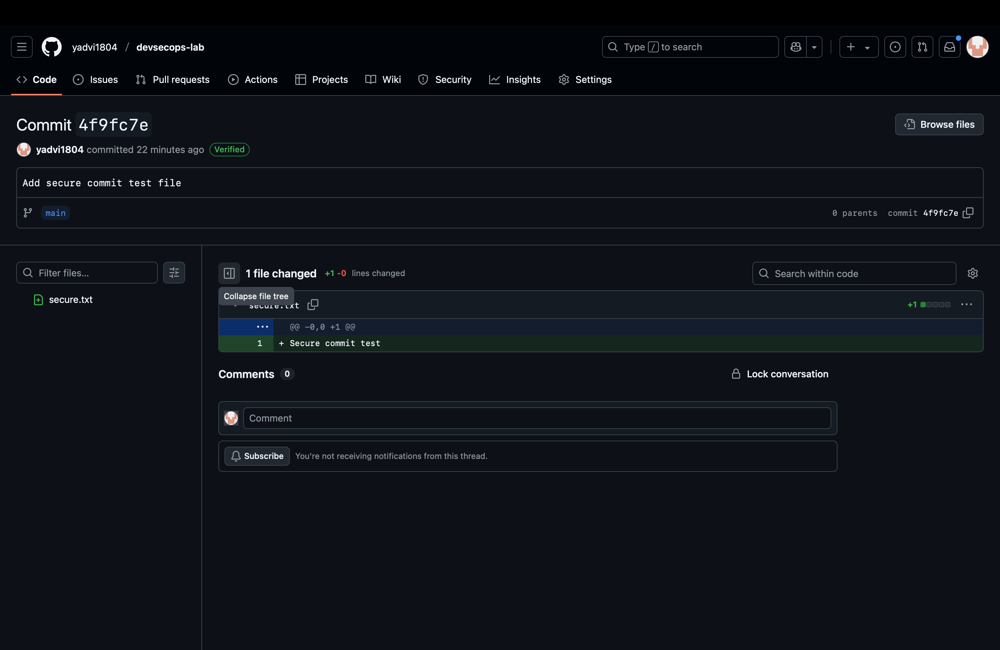 yadvi1804 / devsecops-lab
Type / to search
Code Issues Pull requests Actions Projects Wiki Security Insights Settings
Commit 4f9fc7e
Browse files
yadvi1804 committed 22 minutes ago Verified
Add secure commit test file
main
0 parents commit 4f9fc7e
Filter files...
secure.txt
1 file changed +1 -0 lines changed
Search within code
Collapse file tree
secure.txt
+1
@@ -0,0 +1 @@
1 + Secure commit test
Comments 0
Lock conversation
Comment
Subscribe You're not receiving notifications from this thread.